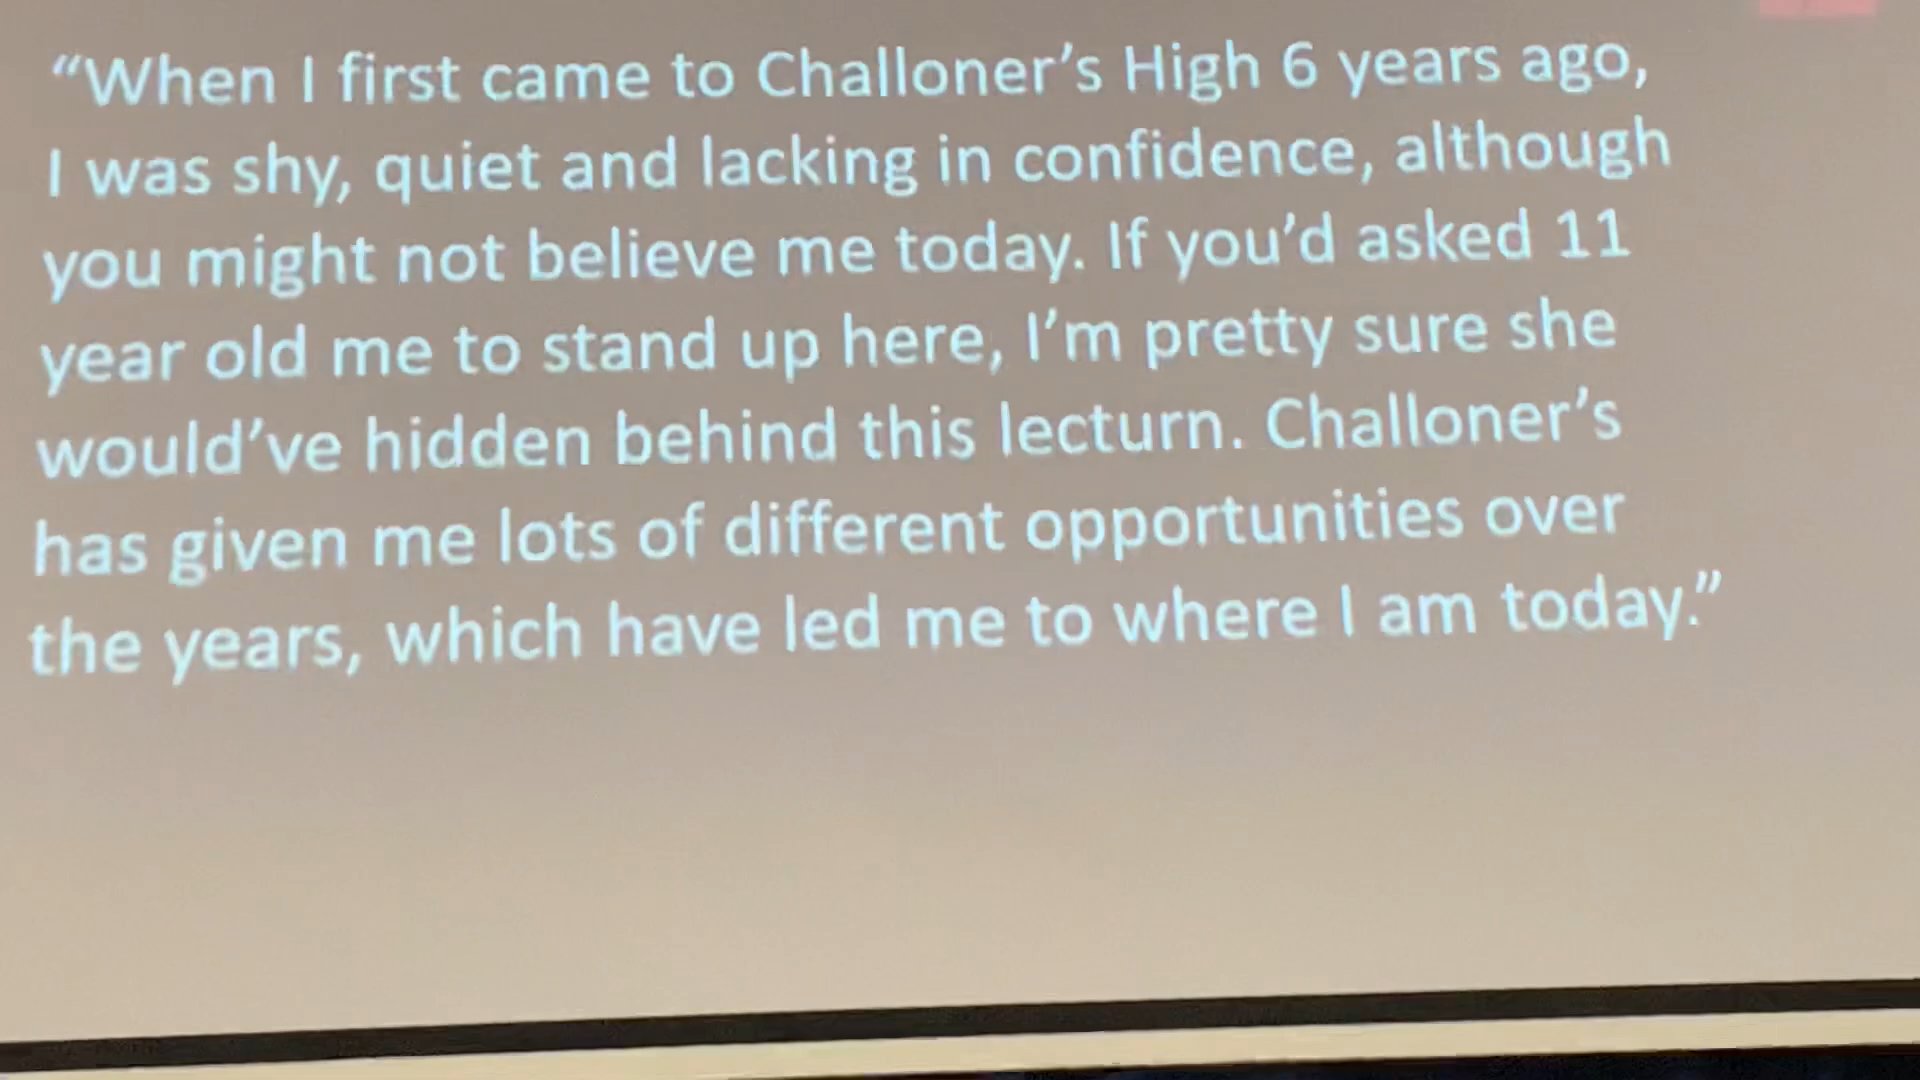 “When I first came to Challoner’s High 6 years ago,
I was shy, quiet and lacking in confidence, although
you might not believe me today. If you’d asked 11
year old me to stand up here, I’m pretty sure she
would’ve hidden behind this lecturn. Challoner’s
has given me lots of different opportunities over
the years, which have led me to where I am today.”